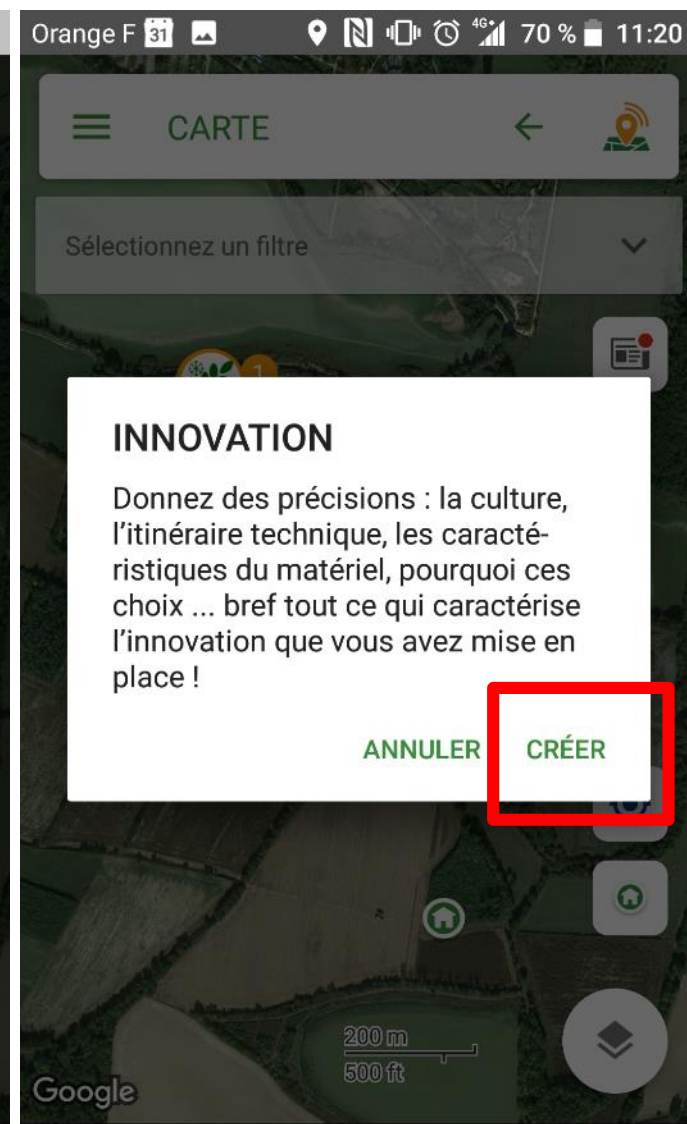 Orange F 31 4G 70 % 11:20
CARTE
Sélectionnez un filtre
1
INNOVATION
Donnez des précisions : la culture,
l'itinéraire technique, les caracté-
ristiques du matériel, pourquoi ces
choix ... bref tout ce qui caractérise
l'innovation que vous avez mise en
place !
ANNULER CRÉER
200 m
500 ft
Google